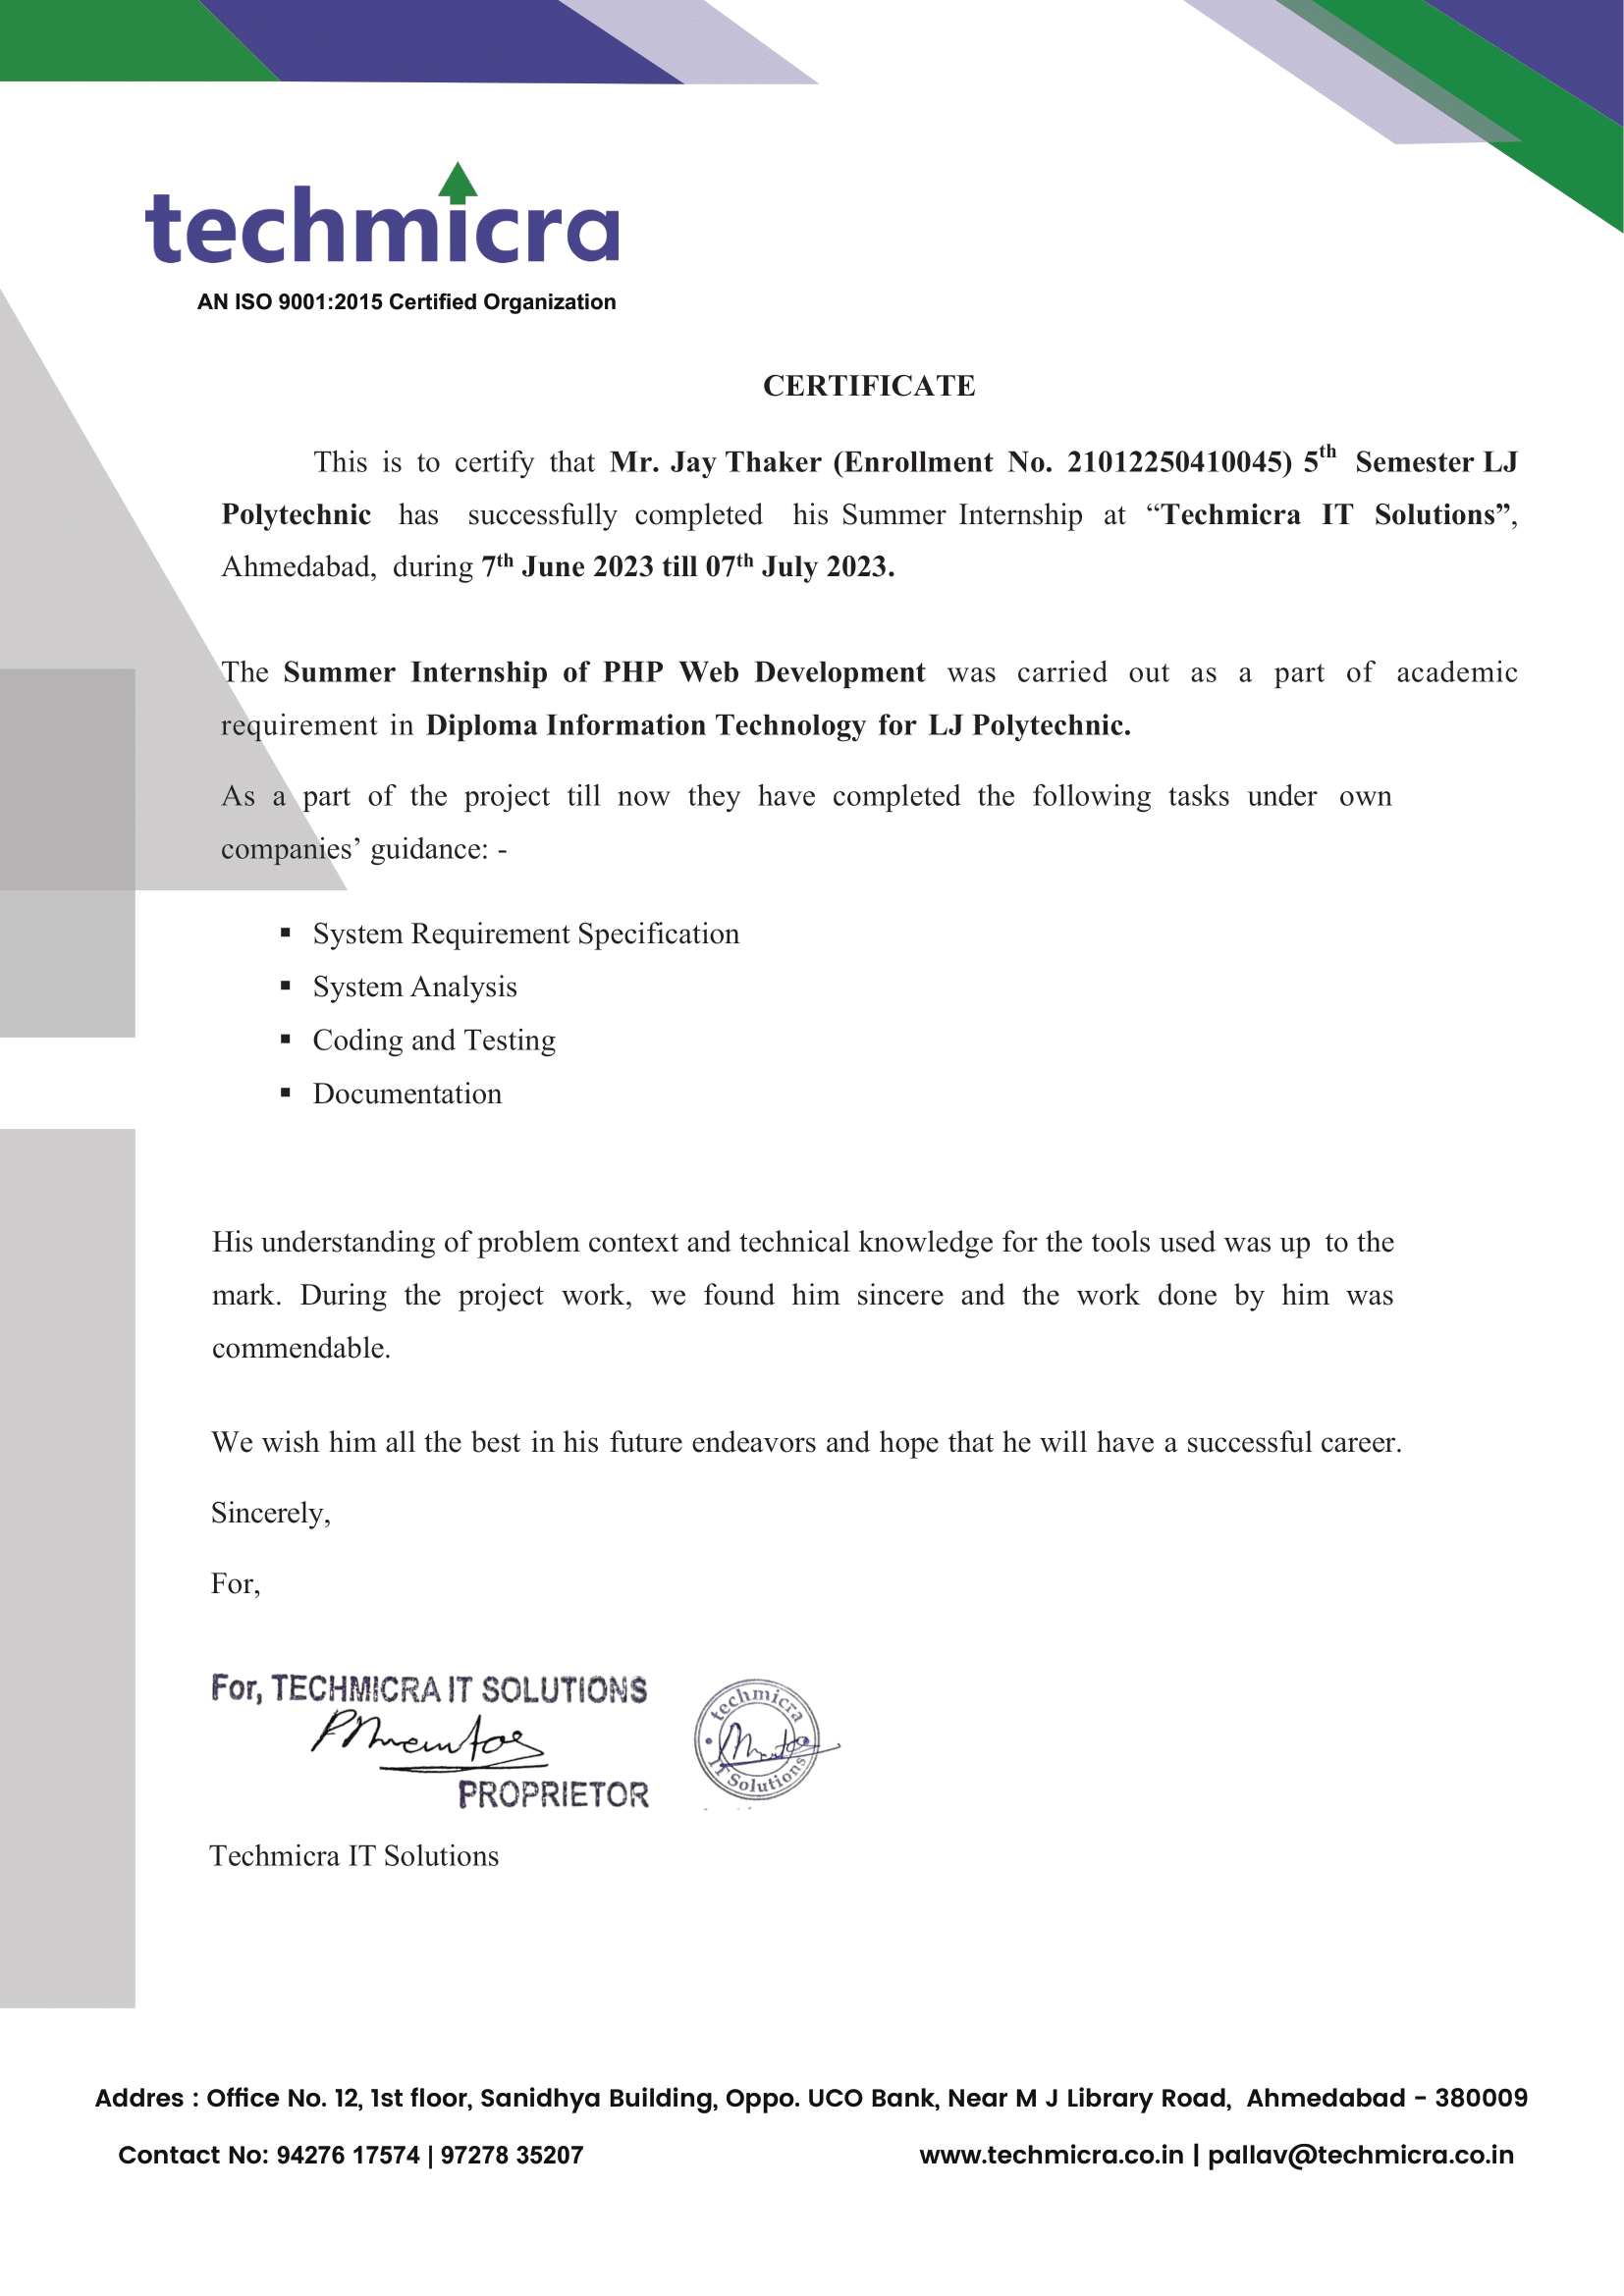 techmicra
AN ISO 9001:2015 Certified Organization
CERTIFICATE
This is to certify that Mr. Jay Thaker (Enrollment No. 21012250410045) 5th Semester LJ
Polytechnic has successfully completed his Summer Internship at “Techmicra IT Solutions”,
Ahmedabad, during 7th June 2023 till 07th July 2023.
The Summer Internship of PHP Web Development was carried out as a part of academic
requirement in Diploma Information Technology for LJ Polytechnic.
As a part of the project till now they have completed the following tasks under own
companies’ guidance: -
▪ System Requirement Specification
▪ System Analysis
▪ Coding and Testing
▪ Documentation
His understanding of problem context and technical knowledge for the tools used was up to the
mark. During the project work, we found him sincere and the work done by him was
commendable.
We wish him all the best in his future endeavors and hope that he will have a successful career.
Sincerely,
For,
For, TECHMICRA IT SOLUTIONS
PROPRIETOR
techmicra
IT Solutions
Techmicra IT Solutions
Addres : Office No. 12, 1st floor, Sanidhya Building, Oppo. UCO Bank, Near M J Library Road, Ahmedabad - 380009
Contact No: 94276 17574 | 97278 35207
www.techmicra.co.in | pallav@techmicra.co.in